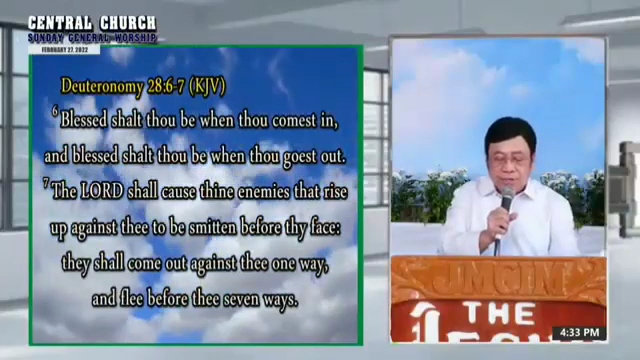 CENTRAL CHURCH
SUNDAY GENERAL WORSHIP
FEBRUARY 27, 2022
Deuteronomy 28:6-7 (KJV)
6 Blessed shalt thou be when thou comest in,
and blessed shalt thou be when thou goest out.
7 The LORD shall cause thine enemies that rise
up against thee to be smitten before thy face:
they shall come out against thee one way,
and flee before thee seven ways.
JMCIM
THE
4:33 PM